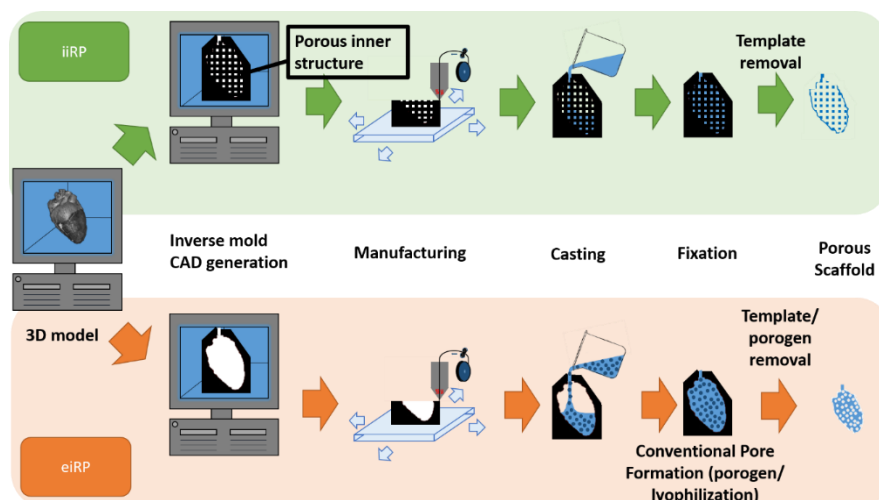 iiRP
Porous inner
structure
Template
removal
Inverse mold
CAD generation
Manufacturing
Casting
Fixation
Porous
Scaffold
3D model
Template/
porogen
removal
eiRP
Conventional Pore
Formation (porogen/
lyophilization)